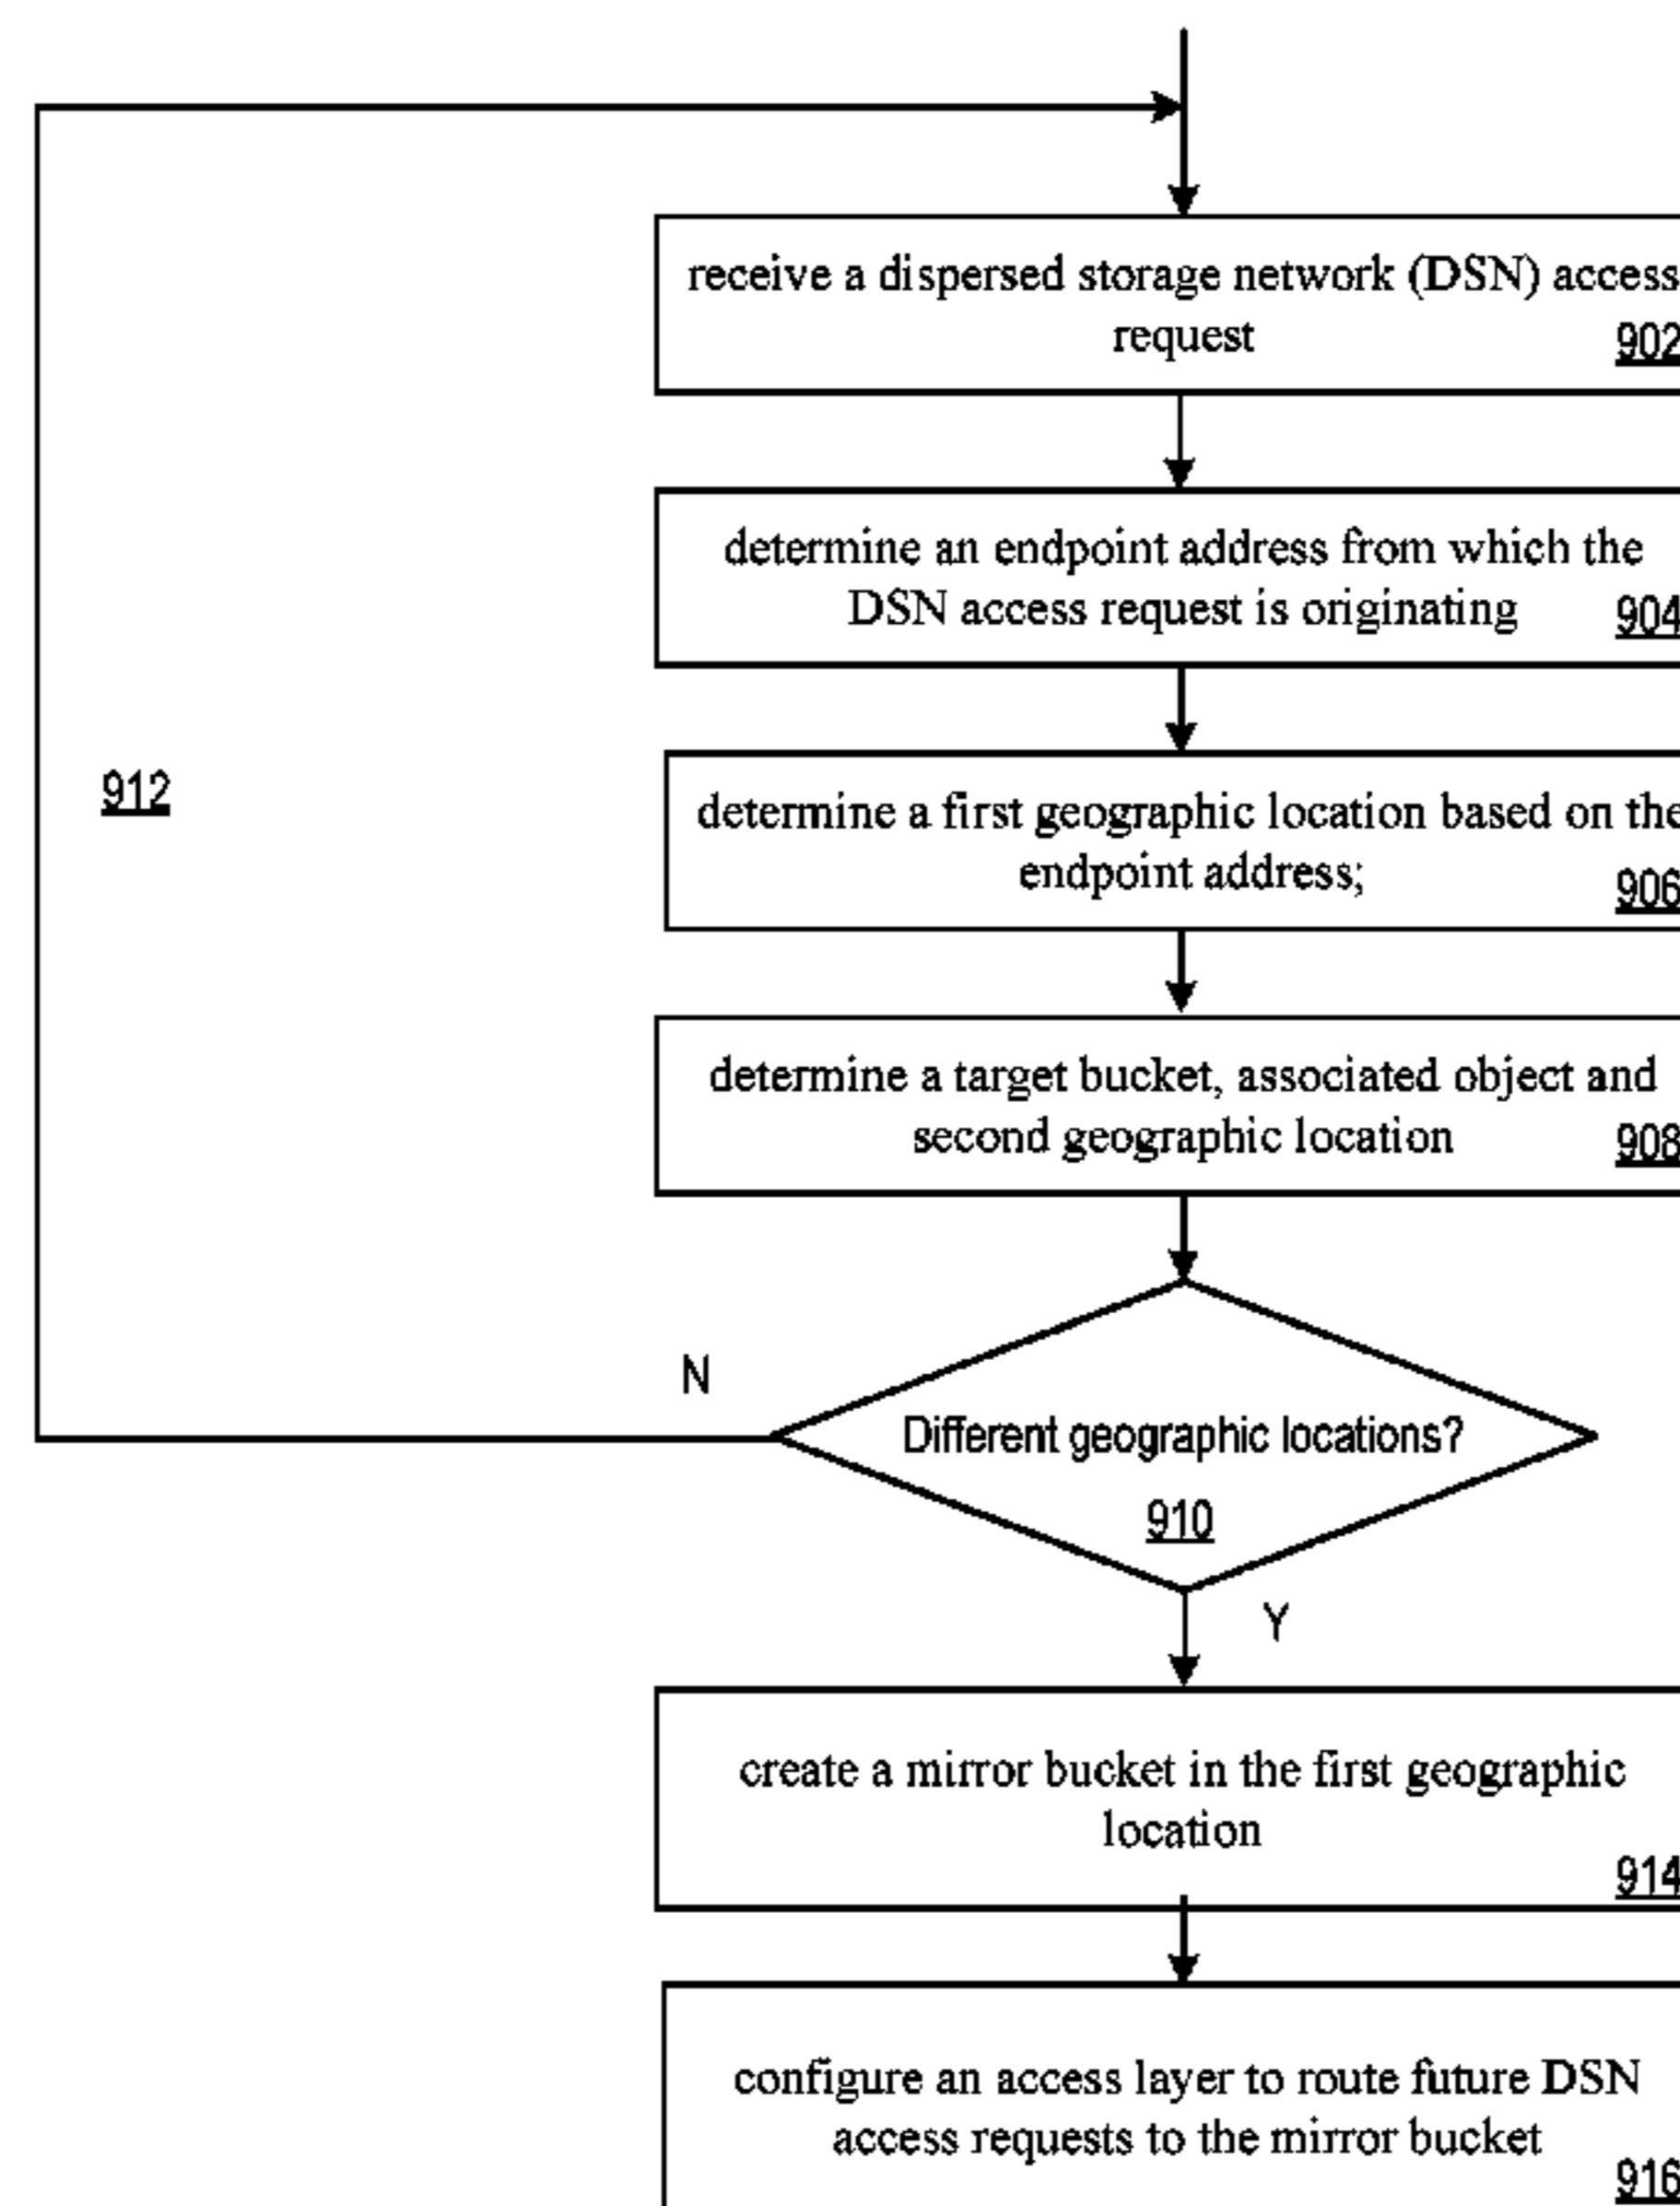 receive a dispersed storage network (DSN) access
request
902
determine an endpoint address from which the
DSN access request is originating
904
determine a first geographic location based on the
endpoint address;
906
912
determine a target bucket, associated object and
second geographic location
908
N
Different geographic locations?
910
Y
create a mirror bucket in the first geographic
location
914
configure an access layer to route future DSN
access requests to the mirror bucket
916